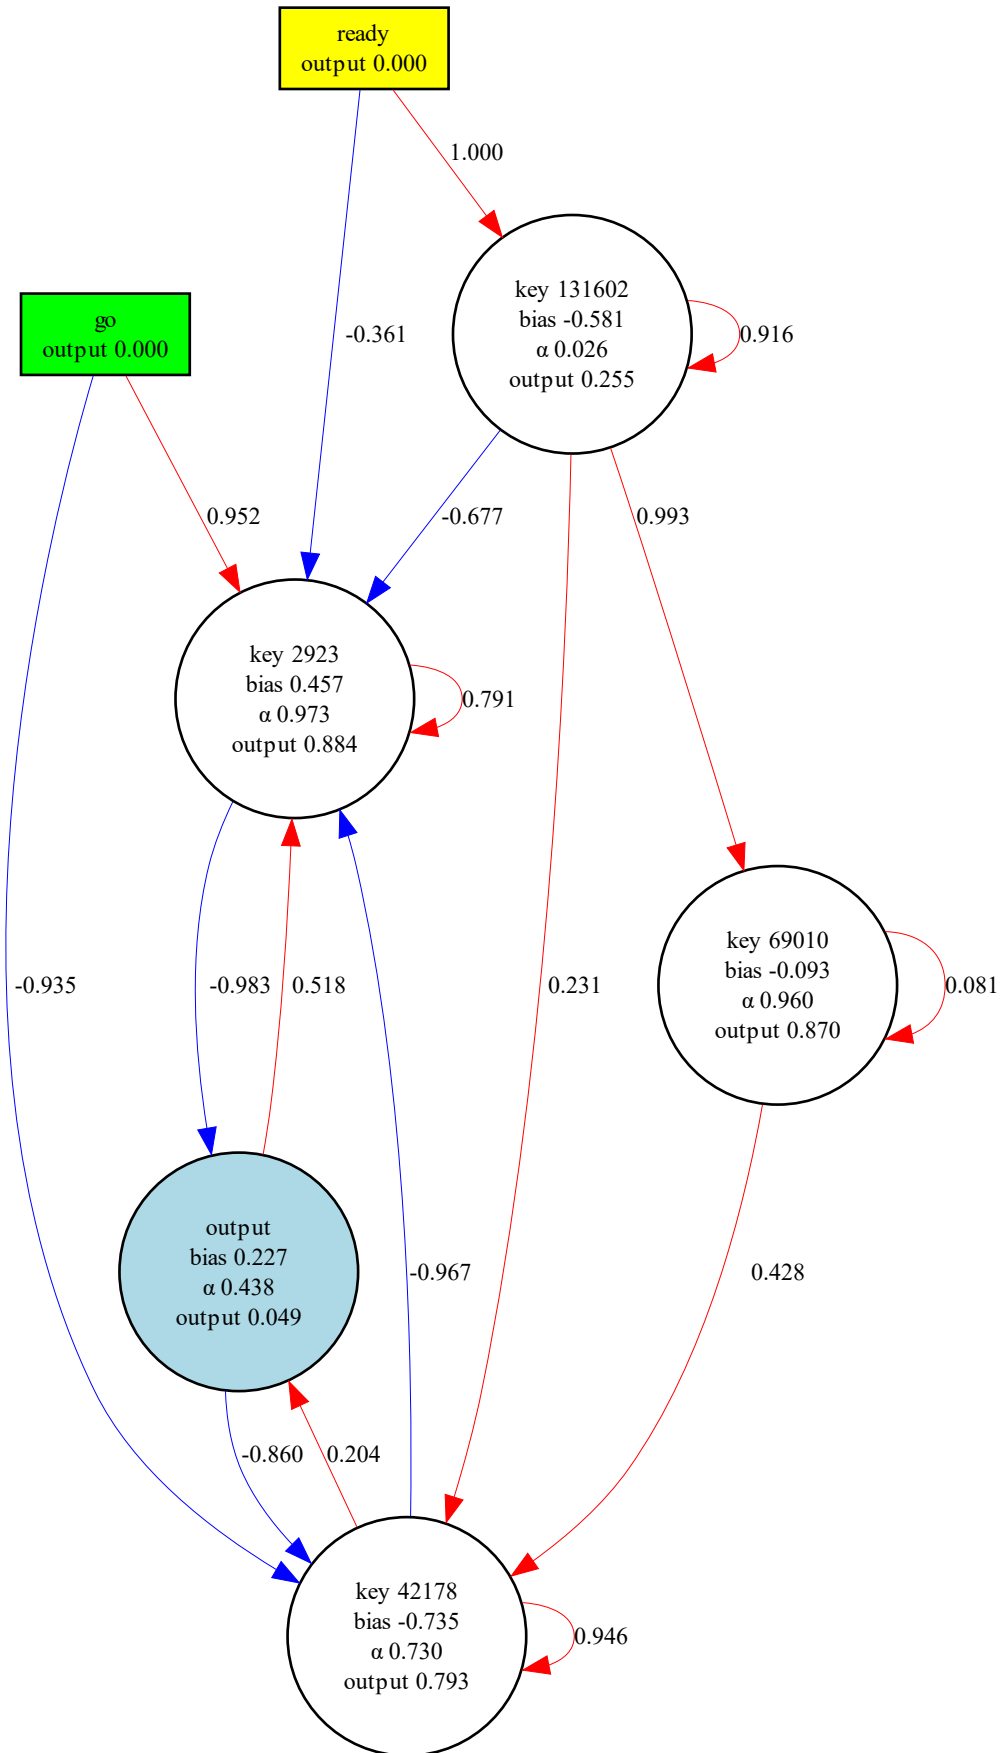 ready
output 0.000
1.000
key 131602
bias -0.581
α 0.026
output 0.255
0.916
go
output 0.000
-0.361
0.952
-0.677
0.993
key 2923
bias 0.457
α 0.973
output 0.884
0.791
key 69010
bias -0.093
α 0.960
output 0.870
0.081
-0.935
-0.983
0.518
0.231
output
bias 0.227
α 0.438
output 0.049
-0.967
0.428
-0.860
0.204
key 42178
bias -0.735
α 0.730
output 0.793
0.946